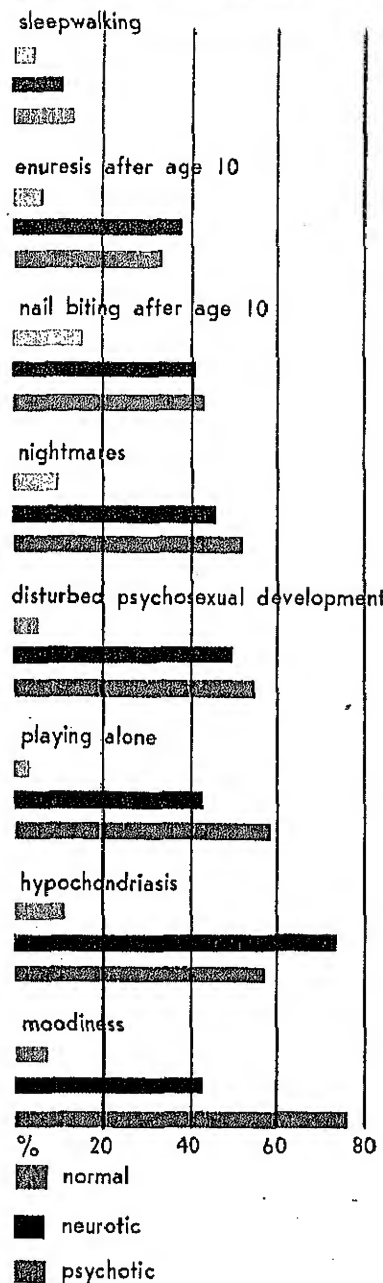 sleepwalking
enuresis after age 10
nail biting after age 10
nightmares
disturbed psychosexual development
playing alone
hypochondriasis
moodiness
% 20 40 60 80
normal
neurotic
psychotic